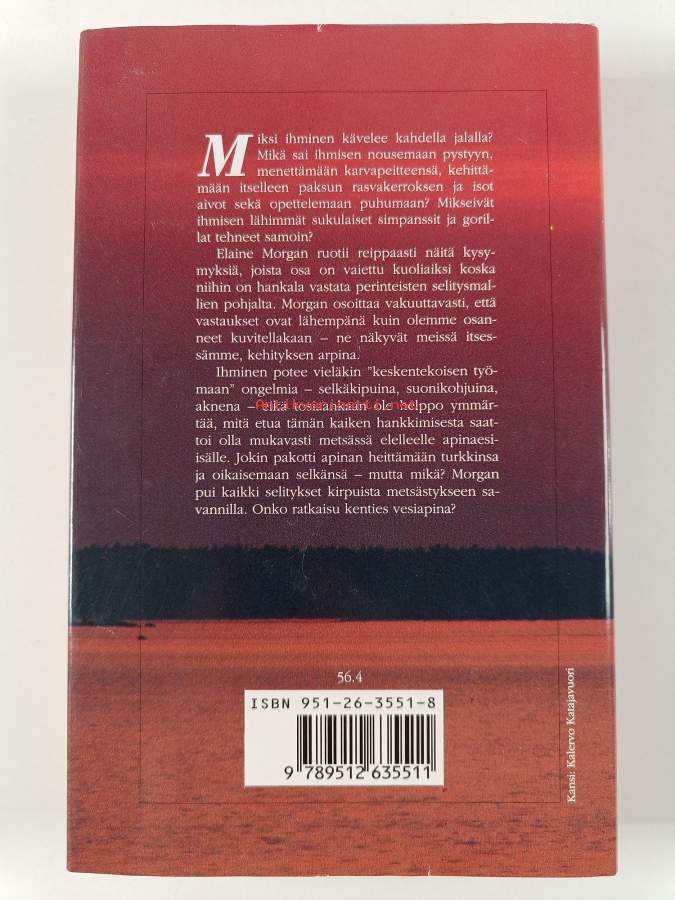 Miksi ihminen kävelee kahdella jalalla?
Mikä sai ihmisen nousemaan pystyyn,
menettämään karvapeitteensä, kehittä-
mään itselleen paksun rasvakerroksen ja isot
aivot sekä opettelemaan puhumaan? Mikseivät
ihmisen lähimmät sukulaiset simpanssit ja goril-
lat tehneet samoin?
Elaine Morgan ruotii reippaasti näitä kysy-
myksiä, joista osa on vaiettu kuoliaiksi koska
niihin on hankala vastata perinteisten selitysmal-
lien pohjalta. Morgan osoittaa vakuuttavasti, että
vastaukset ovat lähempänä kuin olemme osan-
neet kuvitellakaan – ne näkyvät meissä itses-
sämme, kehityksen arpina.
Ihminen potee vieläkin ”keskentekoisen työ-
maan” ongelmia – selkäkipuina, suonikohjuina,
aknena – eikä tosiaankaan ole helppo ymmär-
Antikvariaatti.net
tää, mitä etua tämän kaiken hankkimisesta saat-
toi olla mukavasti metsässä elelleelle apinaesi-
isälle. Jokin pakotti apinan heittämään turkkinsa
ja oikaisemaan selkänsä – mutta mikä? Morgan
pui kaikki selitykset kirpuista metsästykseen sa-
vannilla. Onko ratkaisu kenties vesiapina?
56.4
ISBN 951-26-3551-8
9 789512 635511
Kansi: Kalervo Katajavuori